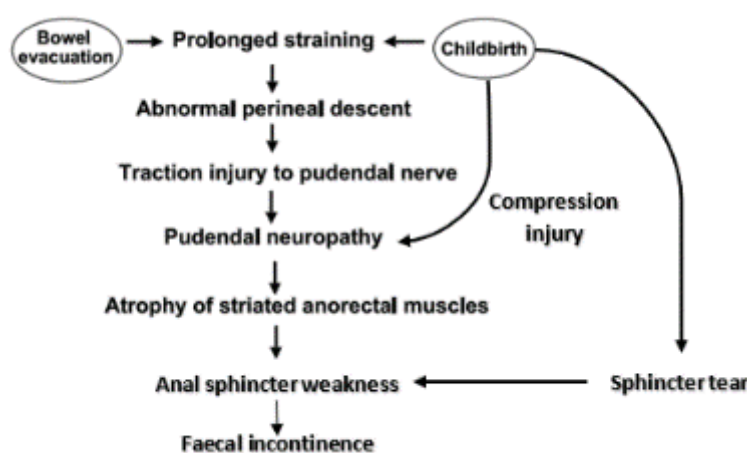 Bowel
evacuation
Prolonged straining
Childbirth
Abnormal perineal descent
Traction injury to pudendal nerve
Compression
injury
Pudendal neuropathy
Atrophy of striated anorectal muscles
Anal sphincter weakness
Sphincter tear
Faecal incontinence